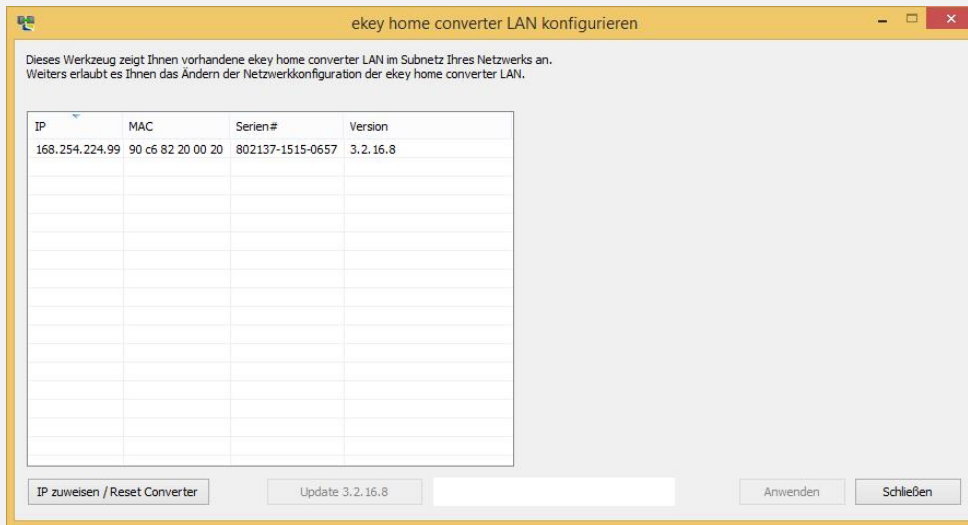 ekey home converter LAN konfigurieren
Dieses Werkzeug zeigt Ihnen vorhandene ekey home converter LAN im Subnetz Ihres Netzwerks an.
Weiters erlaubt es Ihnen das Ändern der Netzwerkkonfiguration der ekey home converter LAN.
IP MAC Serien# Version
168.254.224.99 90 c6 82 20 00 20 802137-1515-0657 3.2.16.8
IP zuweisen / Reset Converter Update 3.2.16.8 Anwenden Schließen